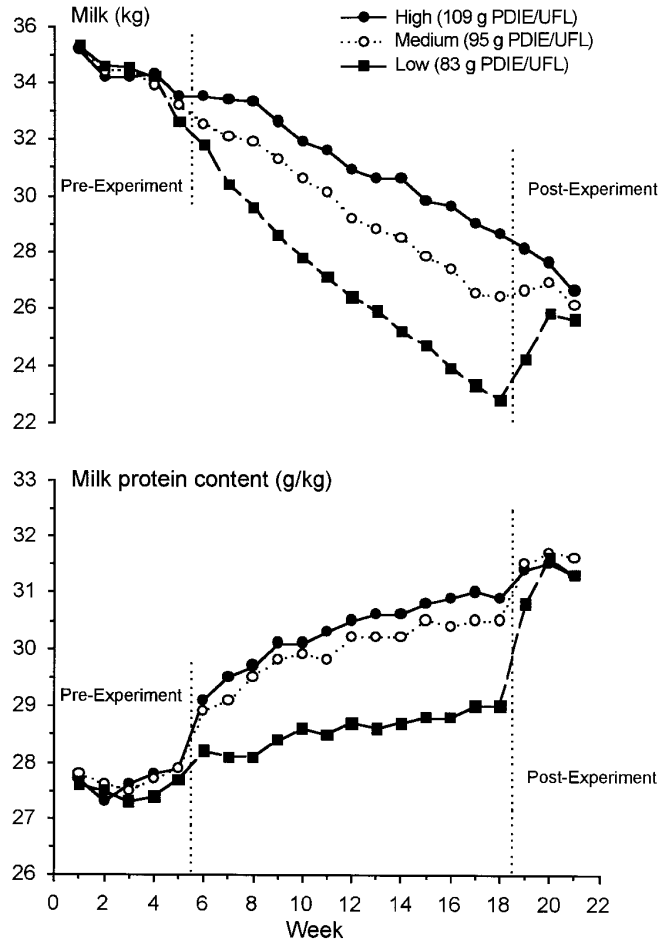 Milk (kg)
High (109 g PDIE/UFL)
Medium (95 g PDIE/UFL)
Low (83 g PDIE/UFL)
36
34
32
30
28
26
24
22
Pre-Experiment
Post-Experiment
Milk protein content (g/kg)
33
32
31
30
29
28
27
26
Pre-Experiment
Post-Experiment
0 2 4 6 8 10 12 14 16 18 20 22
Week